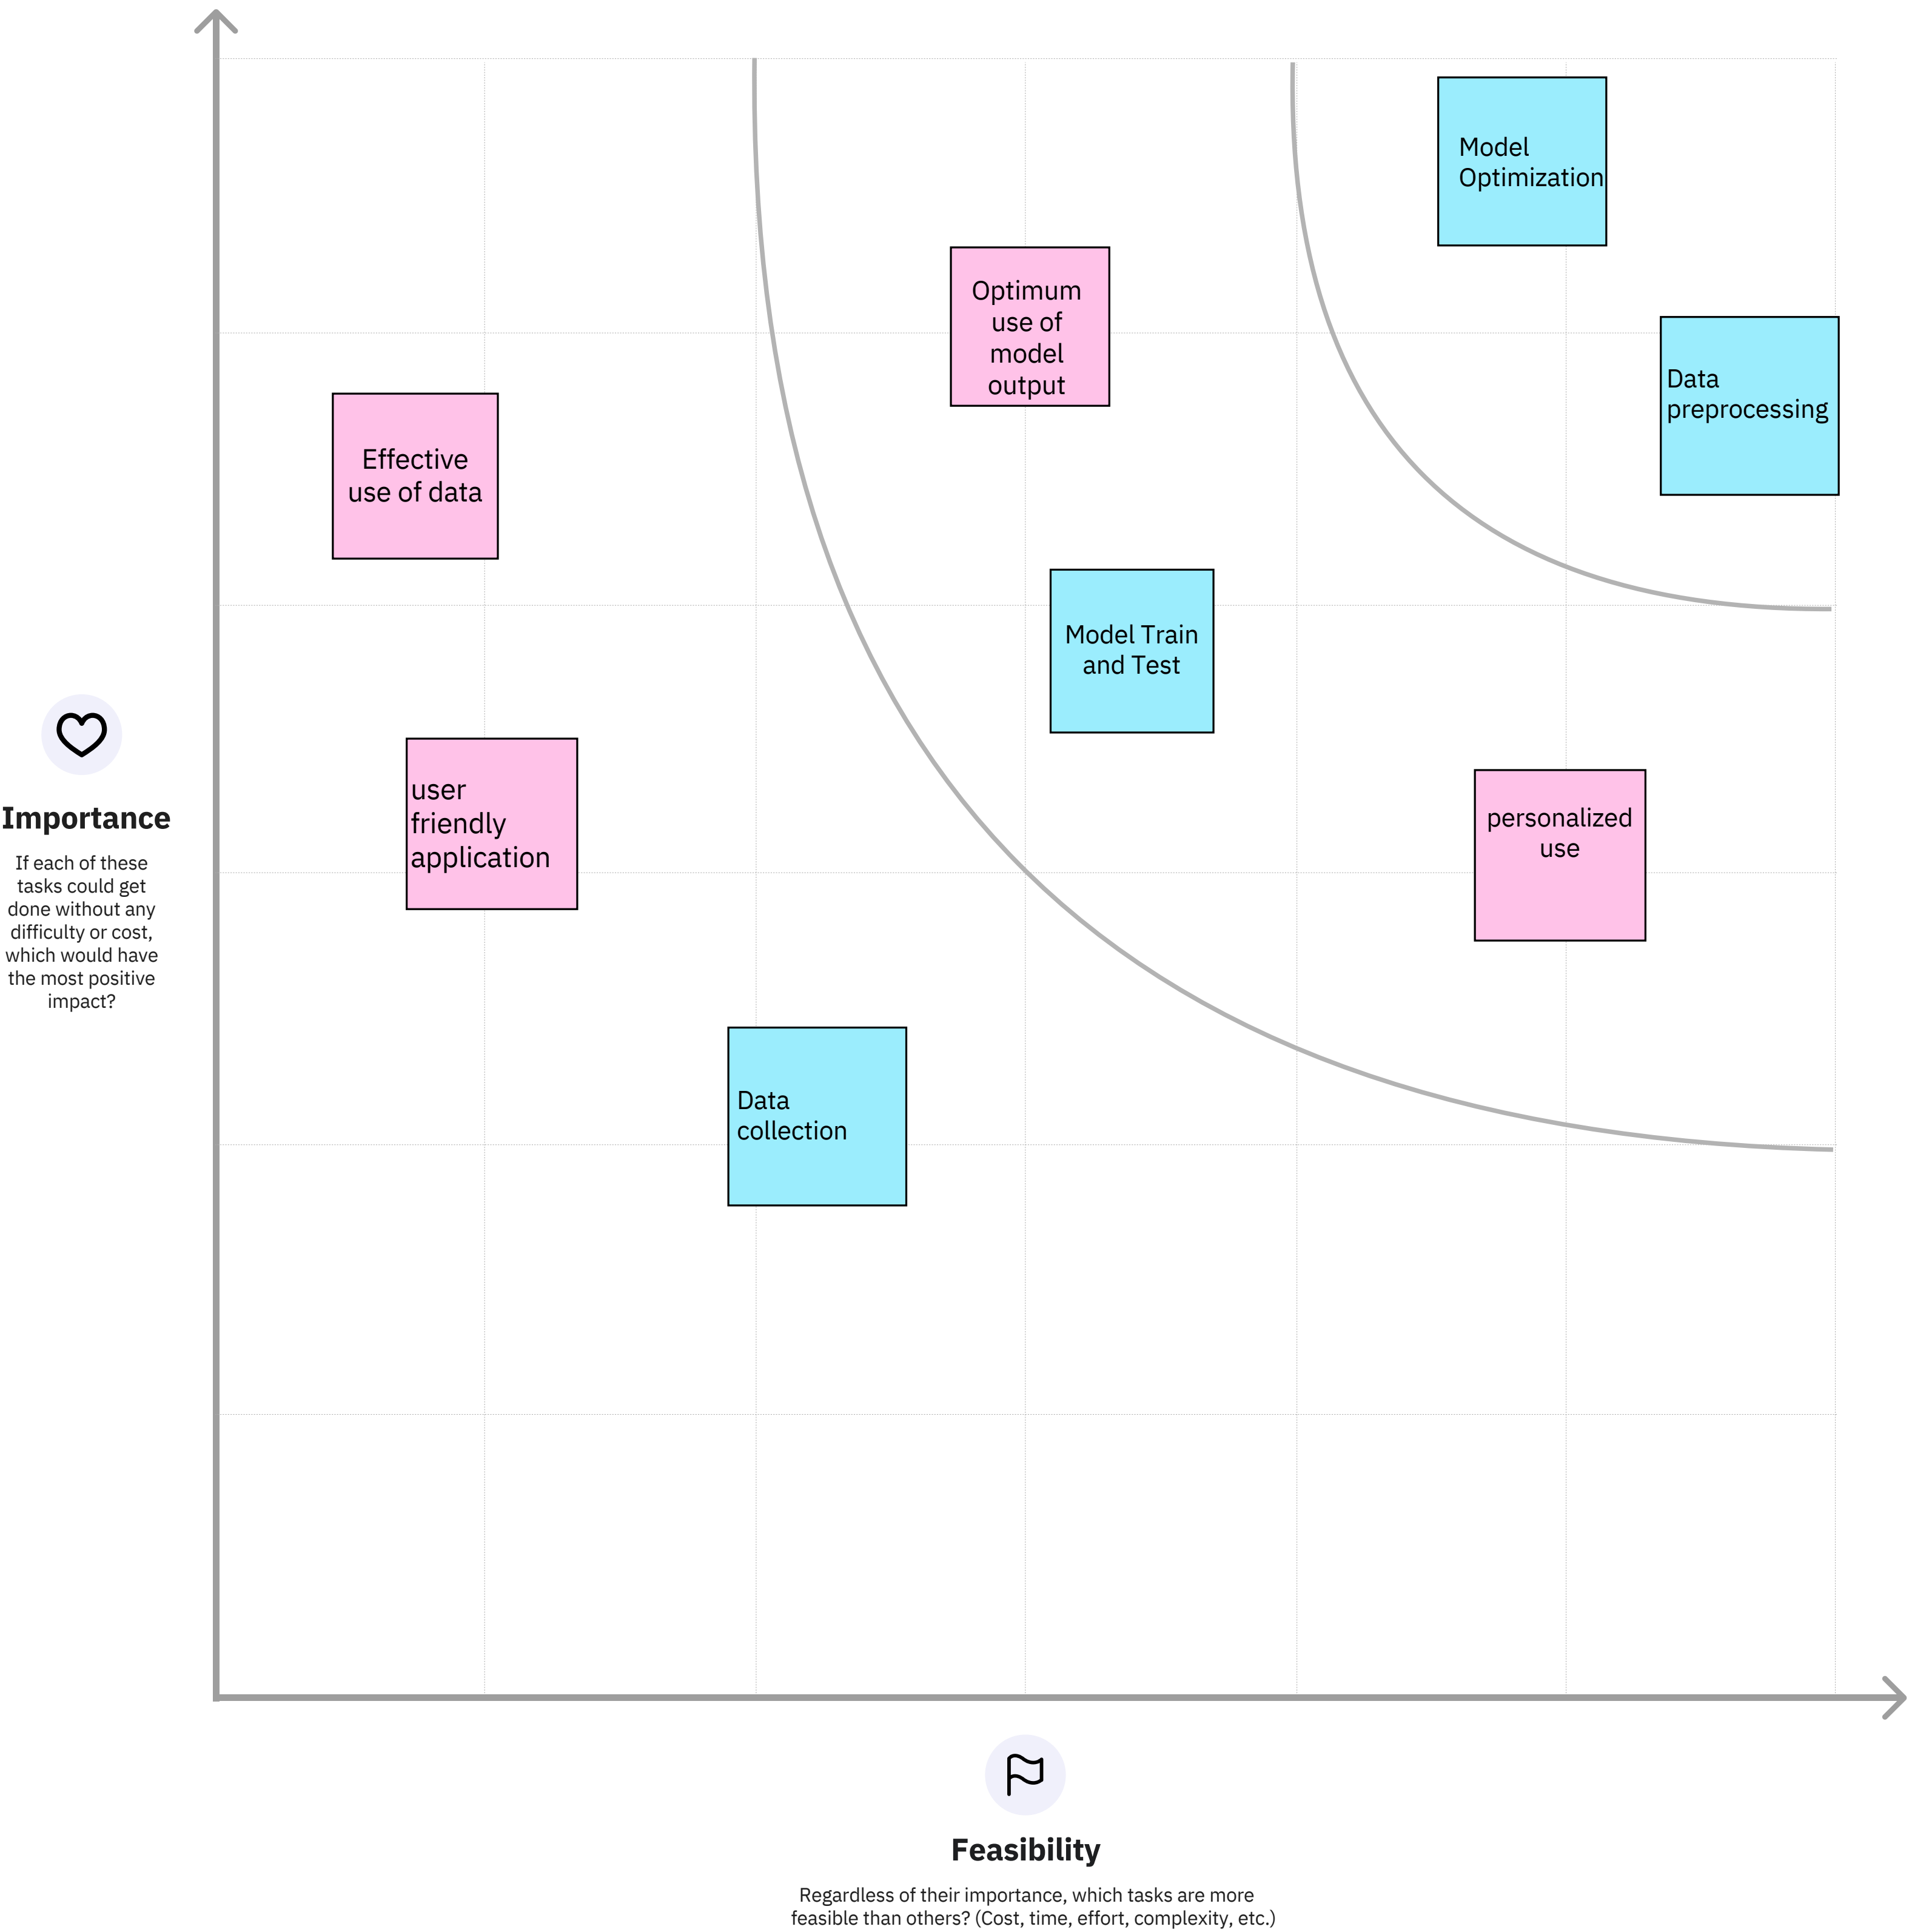 Model
Optimization
Optimum
use of
model
output
Data
preprocessing
Effective
use of data
Model Train
and Test
user
friendly
application
personalized
use
Importance
If each of these
tasks could get
done without any
difficulty or cost,
which would have
the most positive
impact?
Data
collection
Feasibility
Regardless of their importance, which tasks are more
feasible than others? (Cost, time, effort, complexity, etc.)